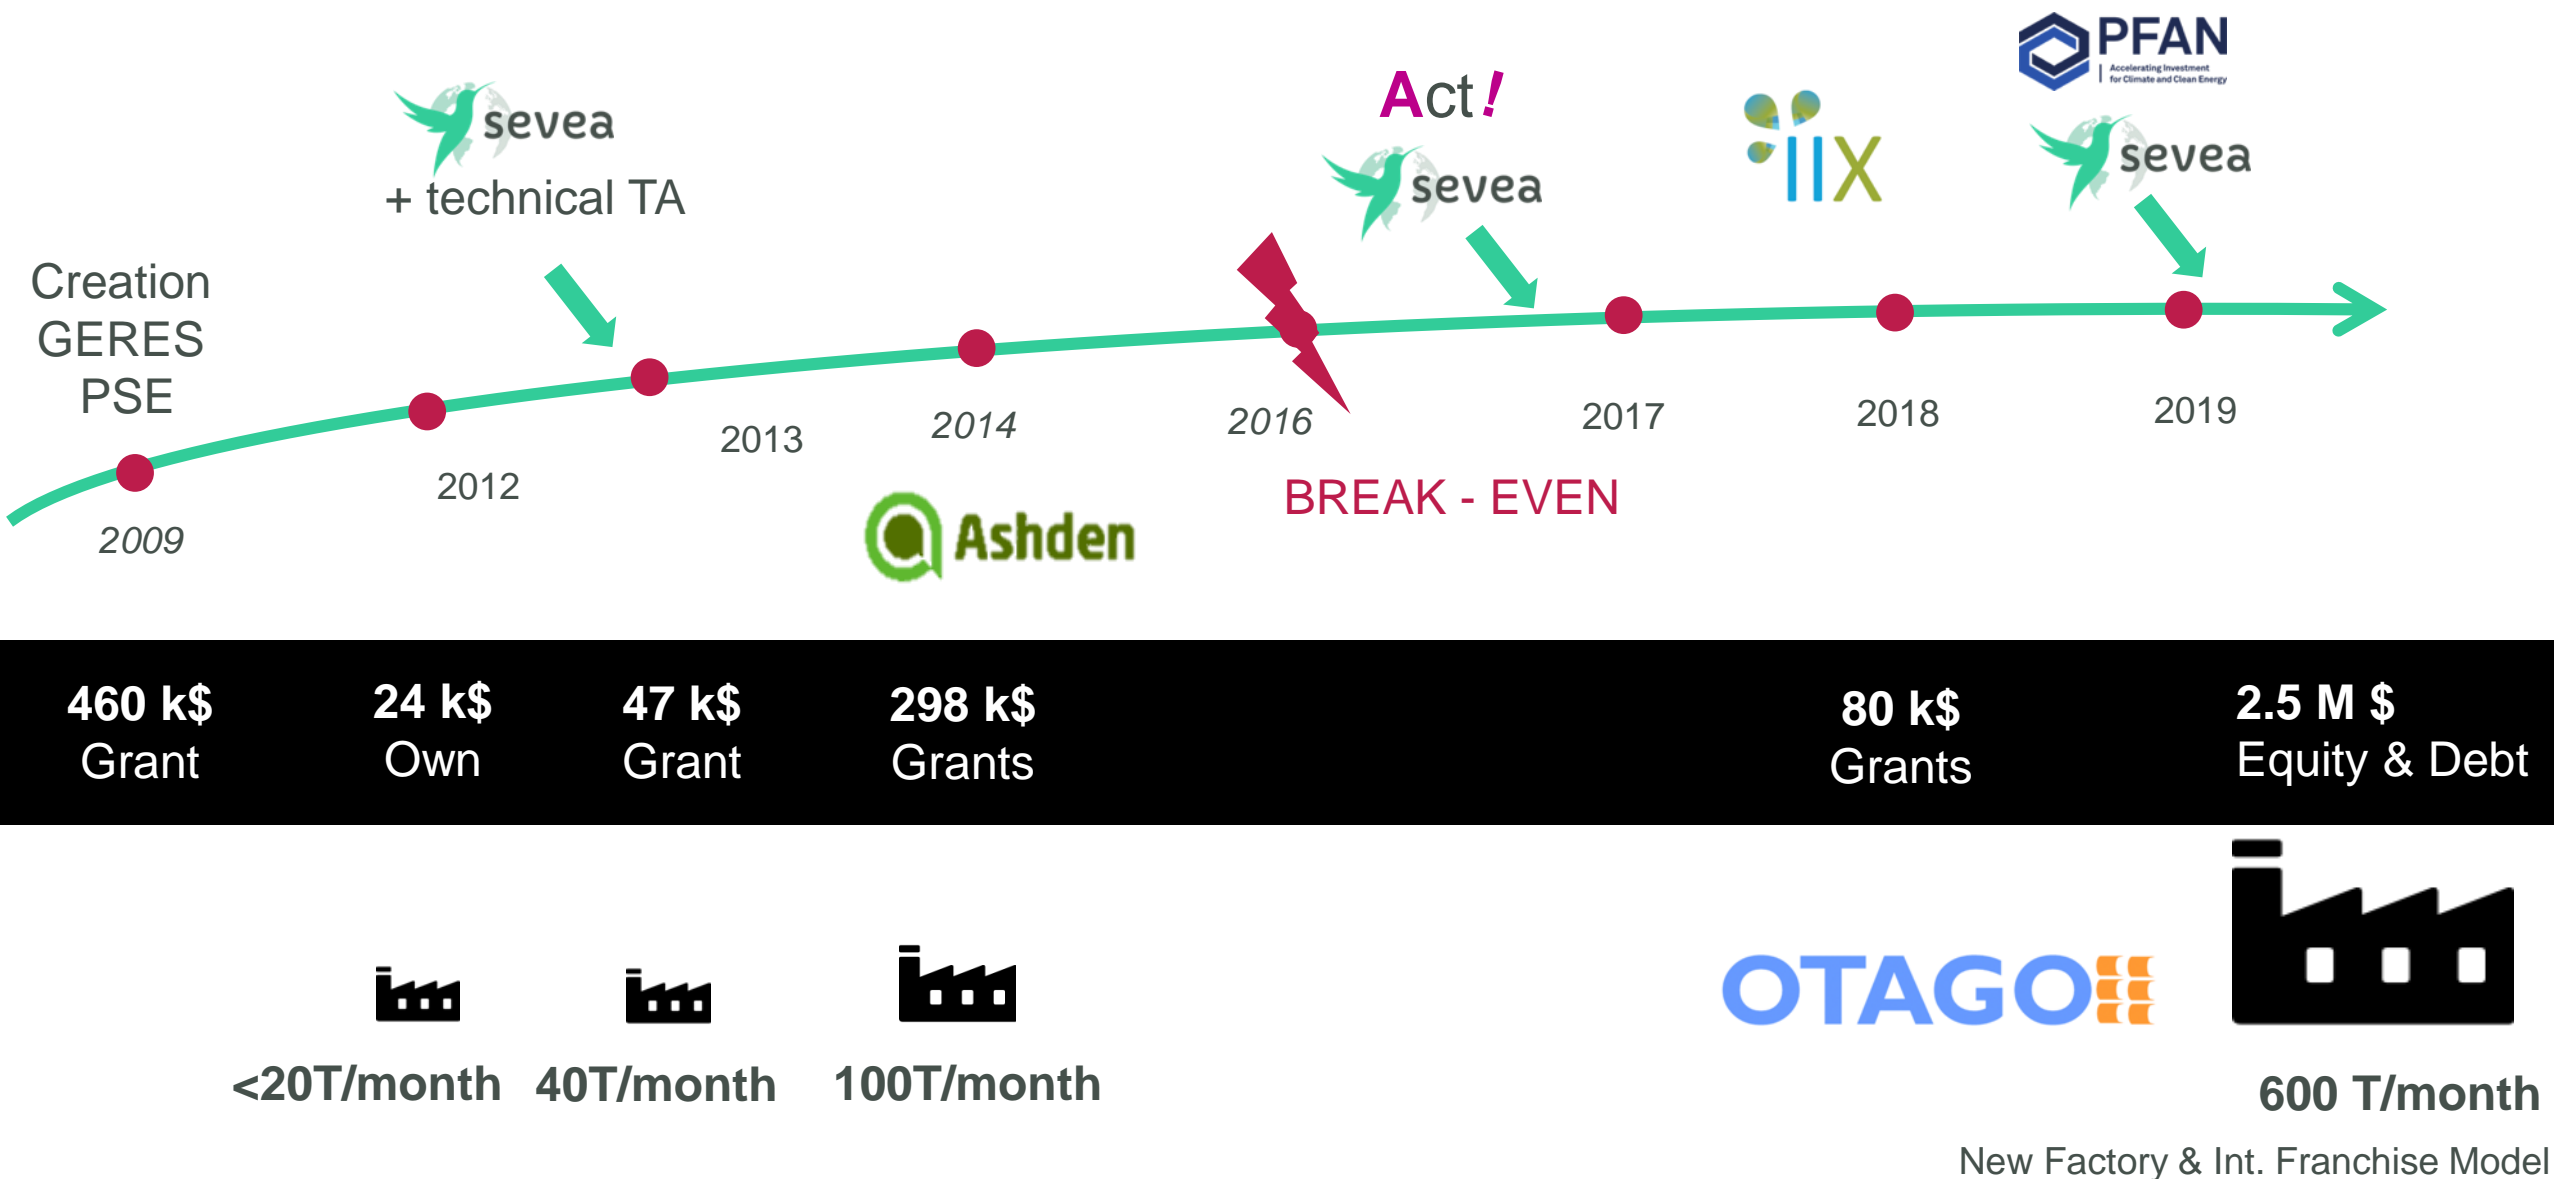 PFAN
Accelerating Investment
for Climate and Clean Energy
sevea
+ technical TA
Act!
sevea
IIX
sevea
Creation
GERES
PSE
2009
2012
2013
2014
2016
2017
2018
2019
BREAK - EVEN
Ashden
460 k$
Grant
24 k$
Own
47 k$
Grant
298 k$
Grants
80 k$
Grants
2.5 M $
Equity & Debt
OTAGO
<20T/month
40T/month
100T/month
600 T/month
New Factory & Int. Franchise Model